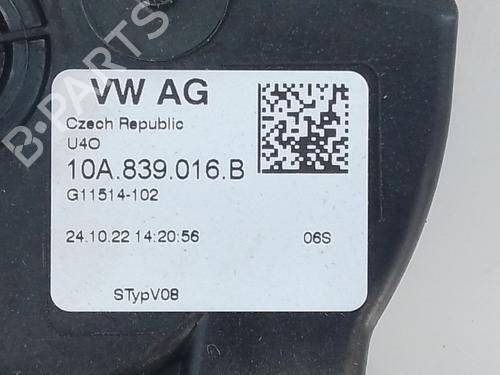 B-PARTS
VW AG
Czech Republic
U4O
10A.839.016.B
G11514-102
24.10.22 14:20:56 06S
STypV08